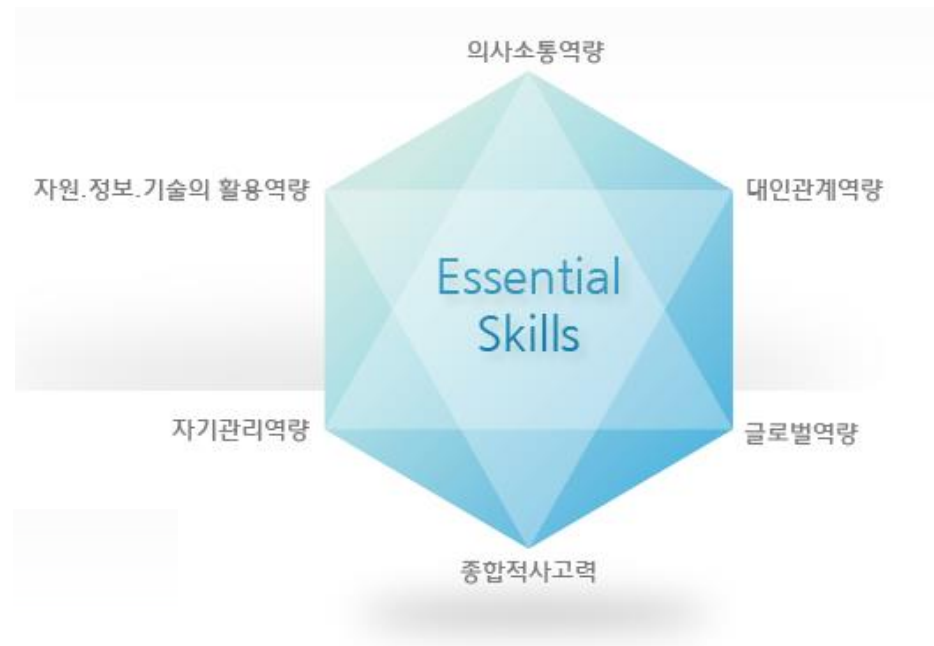 의사소통역량
자원.정보.기술의 활용역량
대인관계역량
Essential
Skills
자기관리역량
글로벌역량
종합적사고력